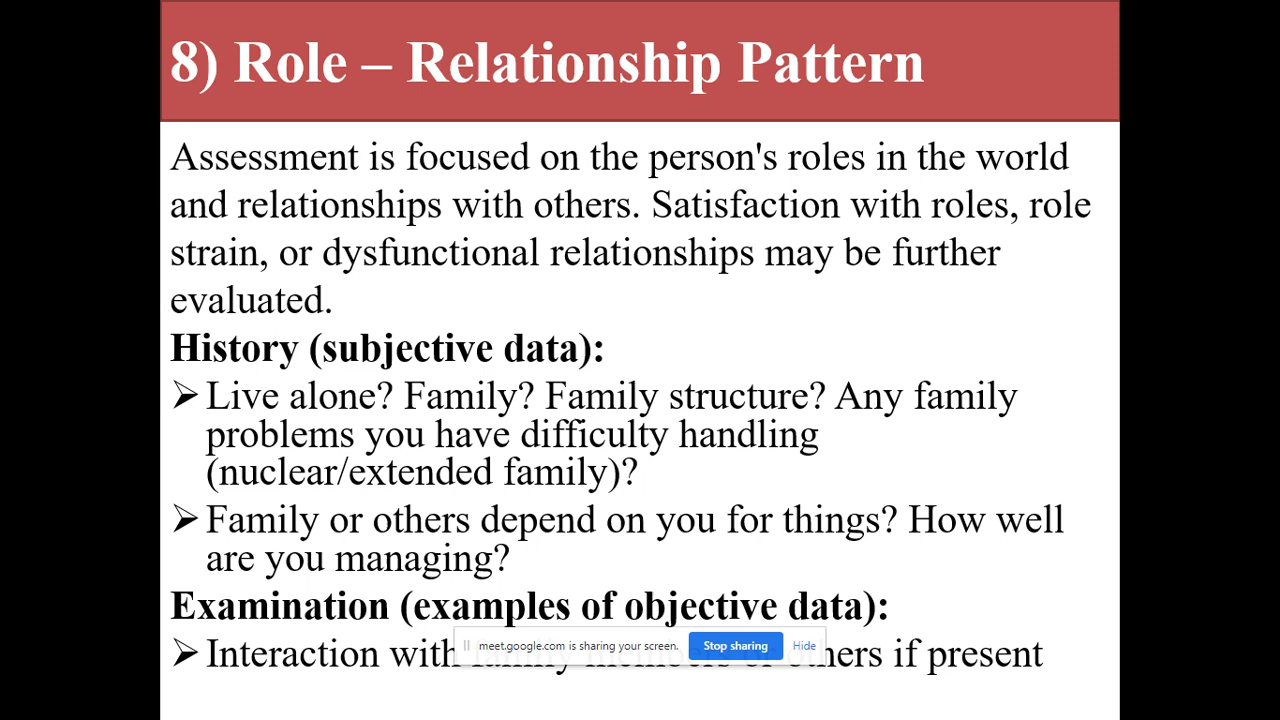 8) Role – Relationship Pattern
Assessment is focused on the person's roles in the world
and relationships with others. Satisfaction with roles, role
strain, or dysfunctional relationships may be further
evaluated.
History (subjective data):
➢ Live alone? Family? Family structure? Any family
problems you have difficulty handling
(nuclear/extended family)?
➢ Family or others depend on you for things? How well
are you managing?
Examination (examples of objective data):
➢ Interaction with family members or others if present
meet.google.com is sharing your screen. Stop sharing Hide